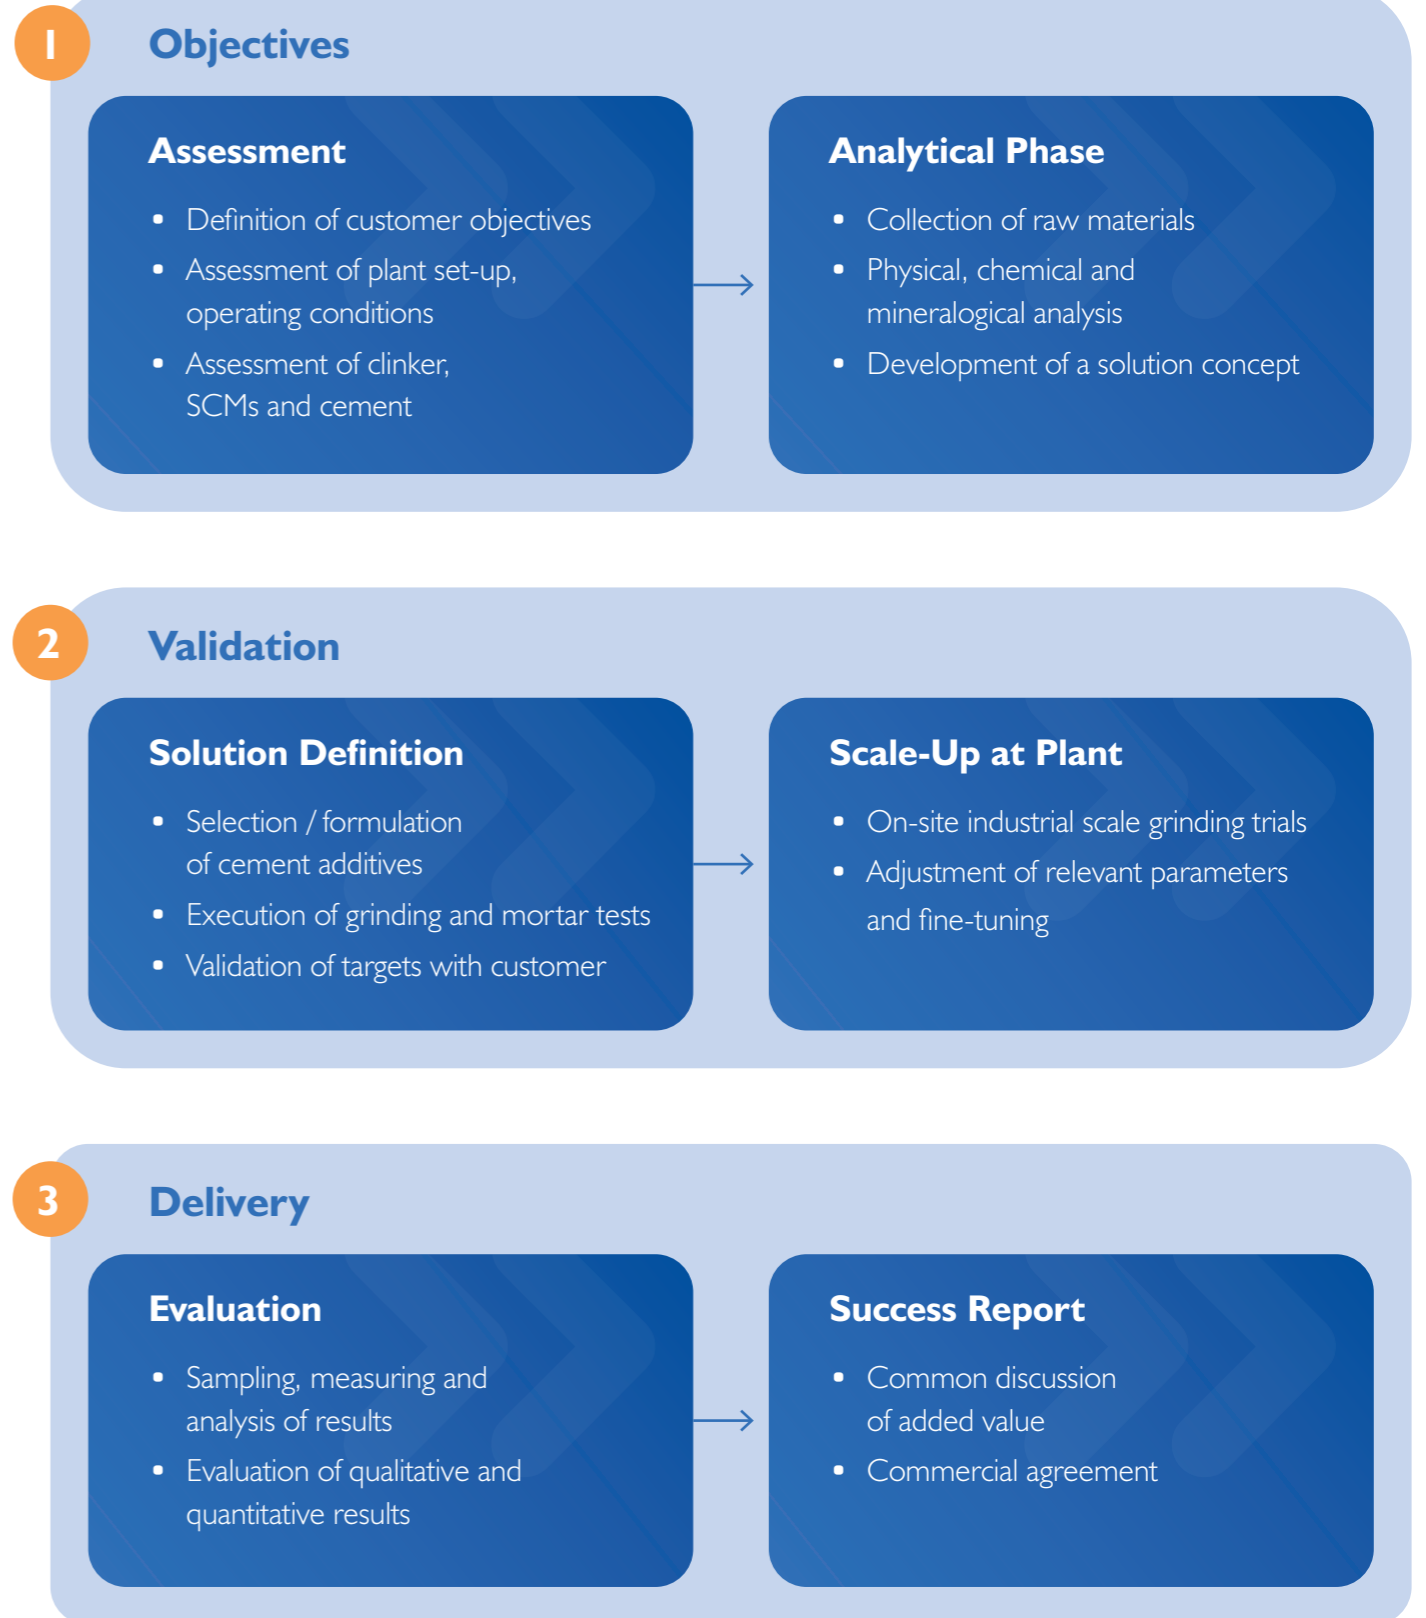 1
Objectives
Assessment
• Definition of customer objectives
• Assessment of plant set-up,
operating conditions
• Assessment of clinker,
SCMs and cement
Analytical Phase
• Collection of raw materials
• Physical, chemical and
mineralogical analysis
• Development of a solution concept
2
Validation
Solution Definition
• Selection / formulation
of cement additives
• Execution of grinding and mortar tests
• Validation of targets with customer
Scale-Up at Plant
• On-site industrial scale grinding trials
• Adjustment of relevant parameters
and fine-tuning
3
Delivery
Evaluation
• Sampling, measuring and
analysis of results
• Evaluation of qualitative and
quantitative results
Success Report
• Common discussion
of added value
• Commercial agreement